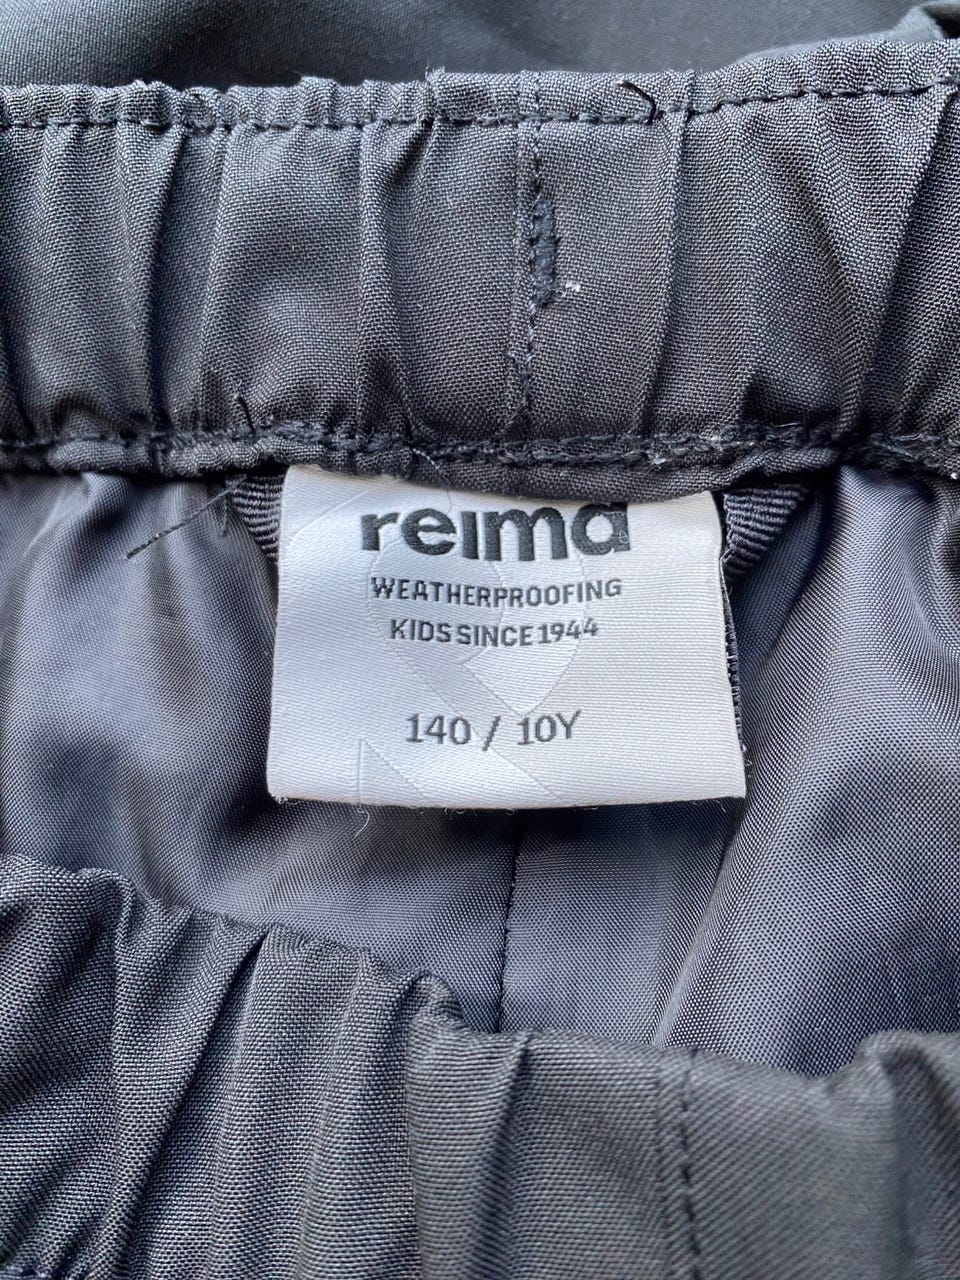 reima
WEATHERPROOFING
KIDS SINCE 1944
140 / 10Y